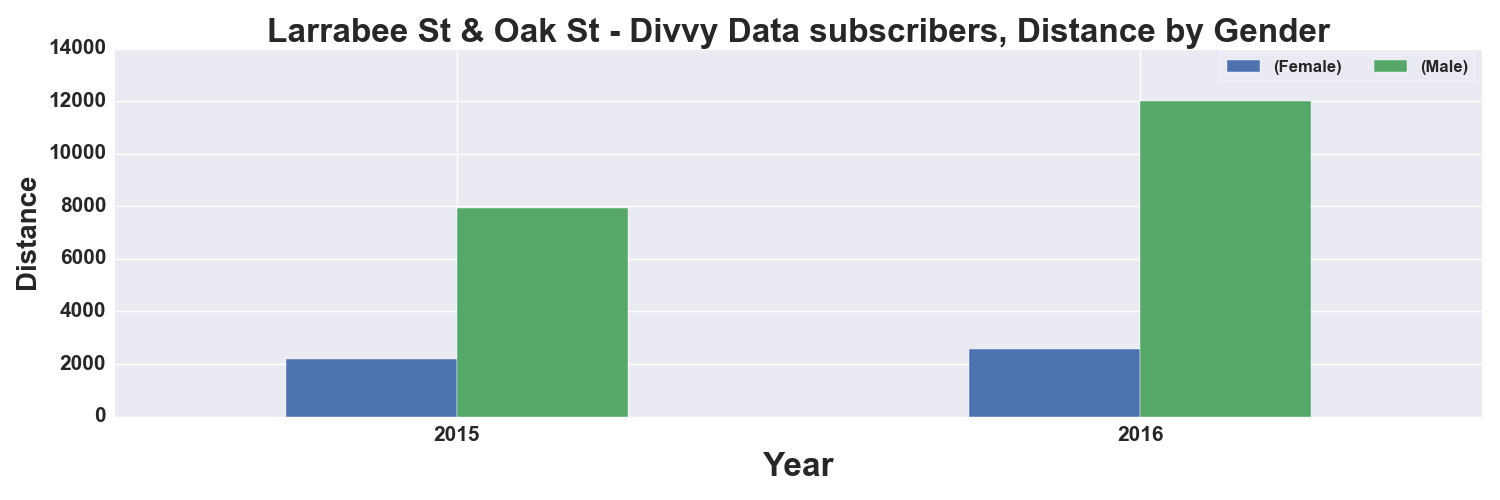 Larrabee St & Oak St - Divvy Data subscribers, Distance by Gender
14000
12000
10000
8000
6000
4000
2000
0
Distance
(Female) (Male)
2015 2016
Year